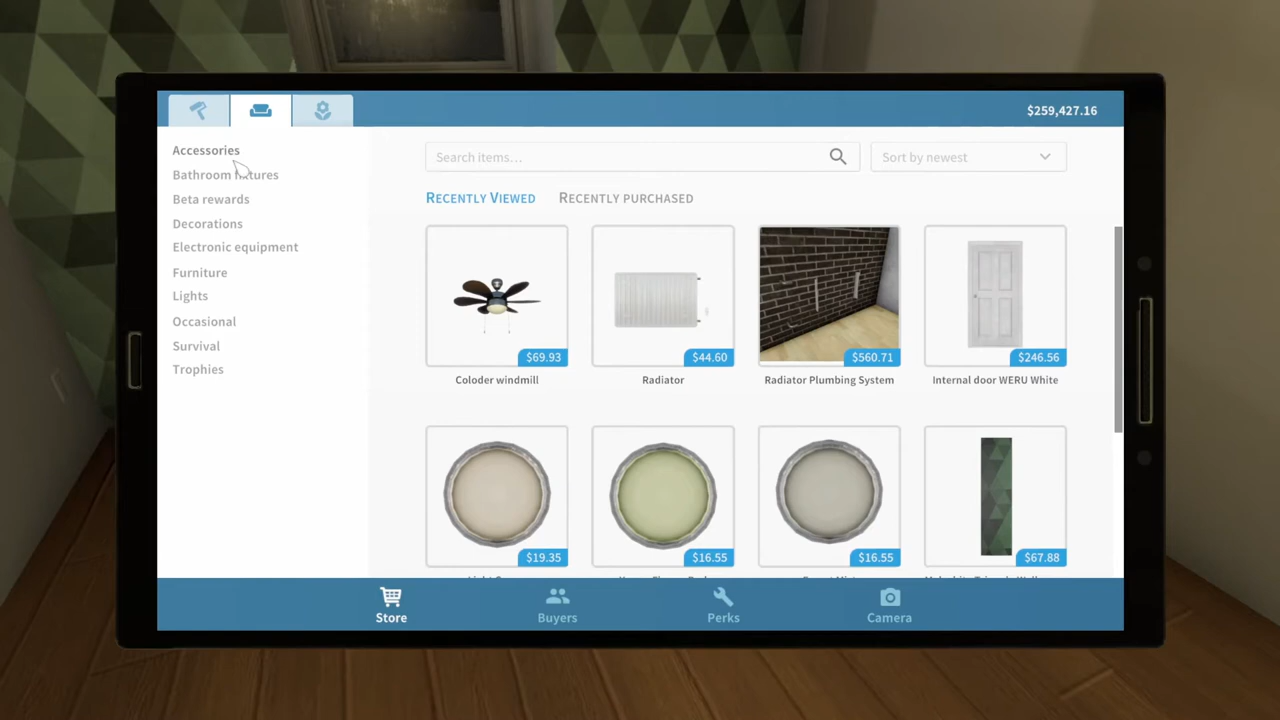 $259,427.16
Accessories
Bathroom fixtures
Beta rewards
Decorations
Electronic equipment
Furniture
Lights
Occasional
Survival
Trophies
Search items...
Sort by newest
RECENTLY VIEWED
RECENTLY PURCHASED
$69.93
$44.60
$560.71
$246.56
Coloder windmill
Radiator
Radiator Plumbing System
Internal door WERU White
$19.35
$16.55
$16.55
$67.88
Store
Buyers
Perks
Camera